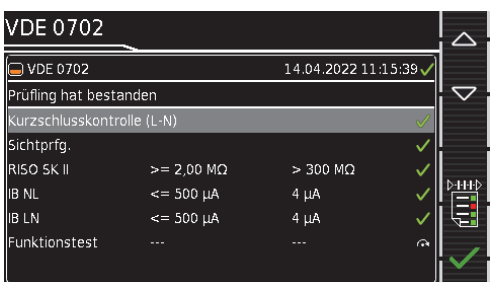 VDE 0702
VDE 0702 14.04.2022 11:15:39
Prüfling hat bestanden
Kurzschlusskontrolle (L-N)
Sichtprfg.
RISO SK II >= 2,00 MΩ > 300 MΩ
IB NL <= 500 µA 4 µA
IB LN <= 500 µA 4 µA
Funktionstest --- ---